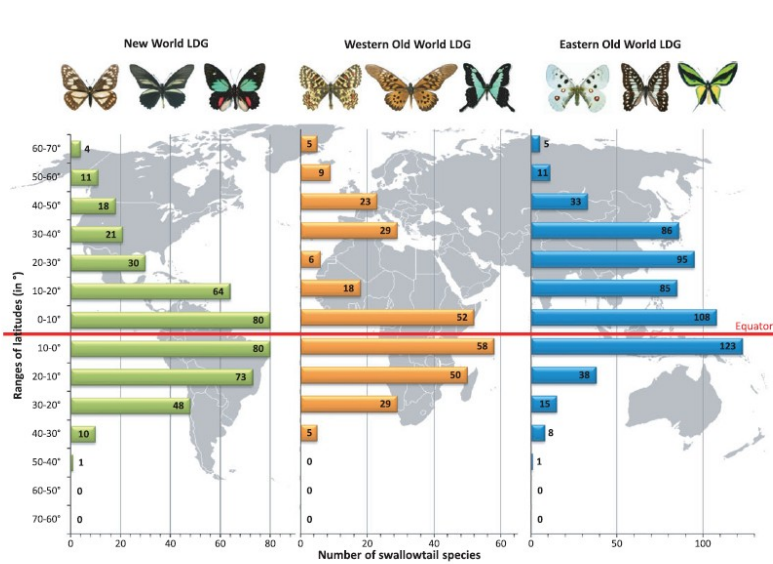 New World LDG Western Old World LDG Eastern Old World LDG
60-70° 4 5 5
50-60° 11 9 11
40-50° 18 23 33
30-40° 21 29 86
20-30° 30 6 95
10-20° 64 18 85
0-10° 80 52 108
Equator
10-0° 80 58 123
20-10° 73 50 38
30-20° 48 29 15
40-30° 10 5 8
50-40° 1 0 1
60-50° 0 0 0
70-60° 0 0 0
Ranges of latitudes (in °)
0 20 40 60 80 0 20 40 60 0 50 100
Number of swallowtail species